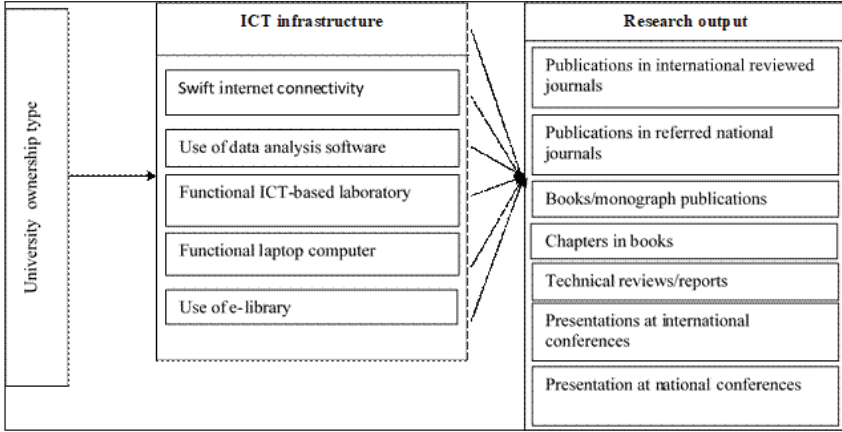 University ownership type
ICT infrastructure
Swift internet connectivity
Use of data analysis software
Functional ICT-based laboratory
Functional laptop computer
Use of e-library
Research output
Publications in international reviewed
journals
Publications in referred national
journals
Books/monograph publications
Chapters in books
Technical reviews/reports
Presentations at international
conferences
Presentation at national conferences